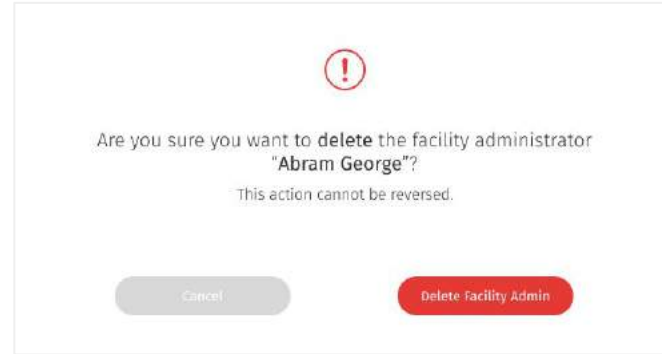 Are you sure you want to delete the facility administrator
"Abram George"?
This action cannot be reversed.
Cancel
Delete Facility Admin